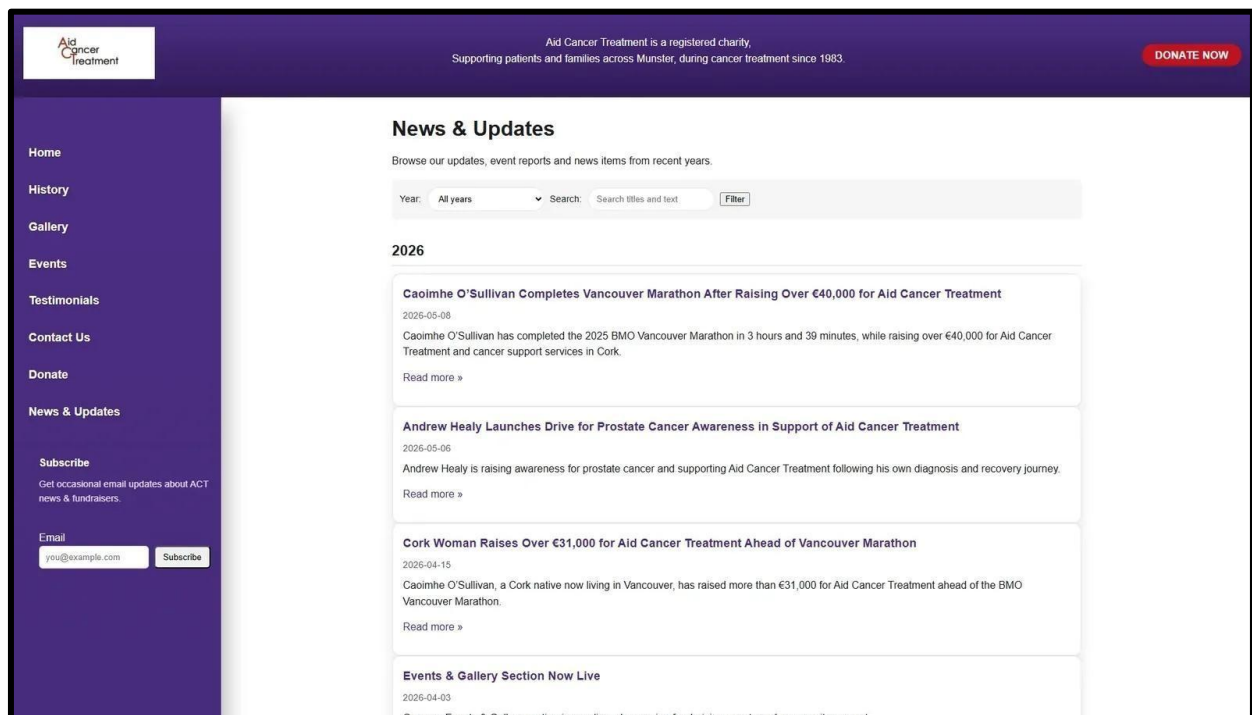 Aid
Cancer
Treatment
Aid Cancer Treatment is a registered charity,
Supporting patients and families across Munster, during cancer treatment since 1983.
DONATE NOW
Home
History
Gallery
Events
Testimonials
Contact Us
Donate
News & Updates
Subscribe
Get occasional email updates about ACT
news & fundraisers.
Email
you@example.com Subscribe
News & Updates
Browse our updates, event reports and news items from recent years.
Year: All years Search: Search titles and text Filter
2026
Caoimhe O’Sullivan Completes Vancouver Marathon After Raising Over €40,000 for Aid Cancer Treatment
2026-05-08
Caoimhe O’Sullivan has completed the 2025 BMO Vancouver Marathon in 3 hours and 39 minutes, while raising over €40,000 for Aid Cancer
Treatment and cancer support services in Cork.
Read more »
Andrew Healy Launches Drive for Prostate Cancer Awareness in Support of Aid Cancer Treatment
2026-05-06
Andrew Healy is raising awareness for prostate cancer and supporting Aid Cancer Treatment following his own diagnosis and recovery journey.
Read more »
Cork Woman Raises Over €31,000 for Aid Cancer Treatment Ahead of Vancouver Marathon
2026-04-15
Caoimhe O’Sullivan, a Cork native now living in Vancouver, has raised more than €31,000 for Aid Cancer Treatment ahead of the BMO
Vancouver Marathon.
Read more »
Events & Gallery Section Now Live
2026-04-03